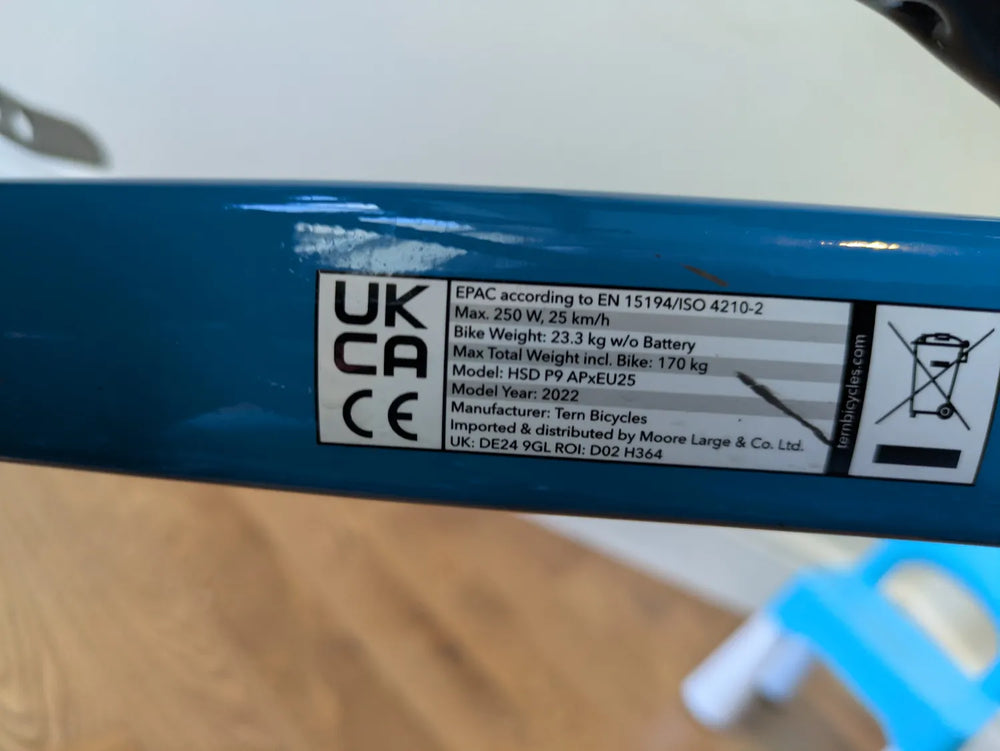 UK
CA
CE
EPAC according to EN 15194/ISO 4210-2
Max. 250 W, 25 km/h
Bike Weight: 23.3 kg w/o Battery
Max Total Weight incl. Bike: 170 kg
Model: HSD P9 APxEU25
Model Year: 2022
Manufacturer: Tern Bicycles
Imported & distributed by Moore Large & Co. Ltd.
UK: DE24 9GL ROI: D02 H364
ternbicycles.com